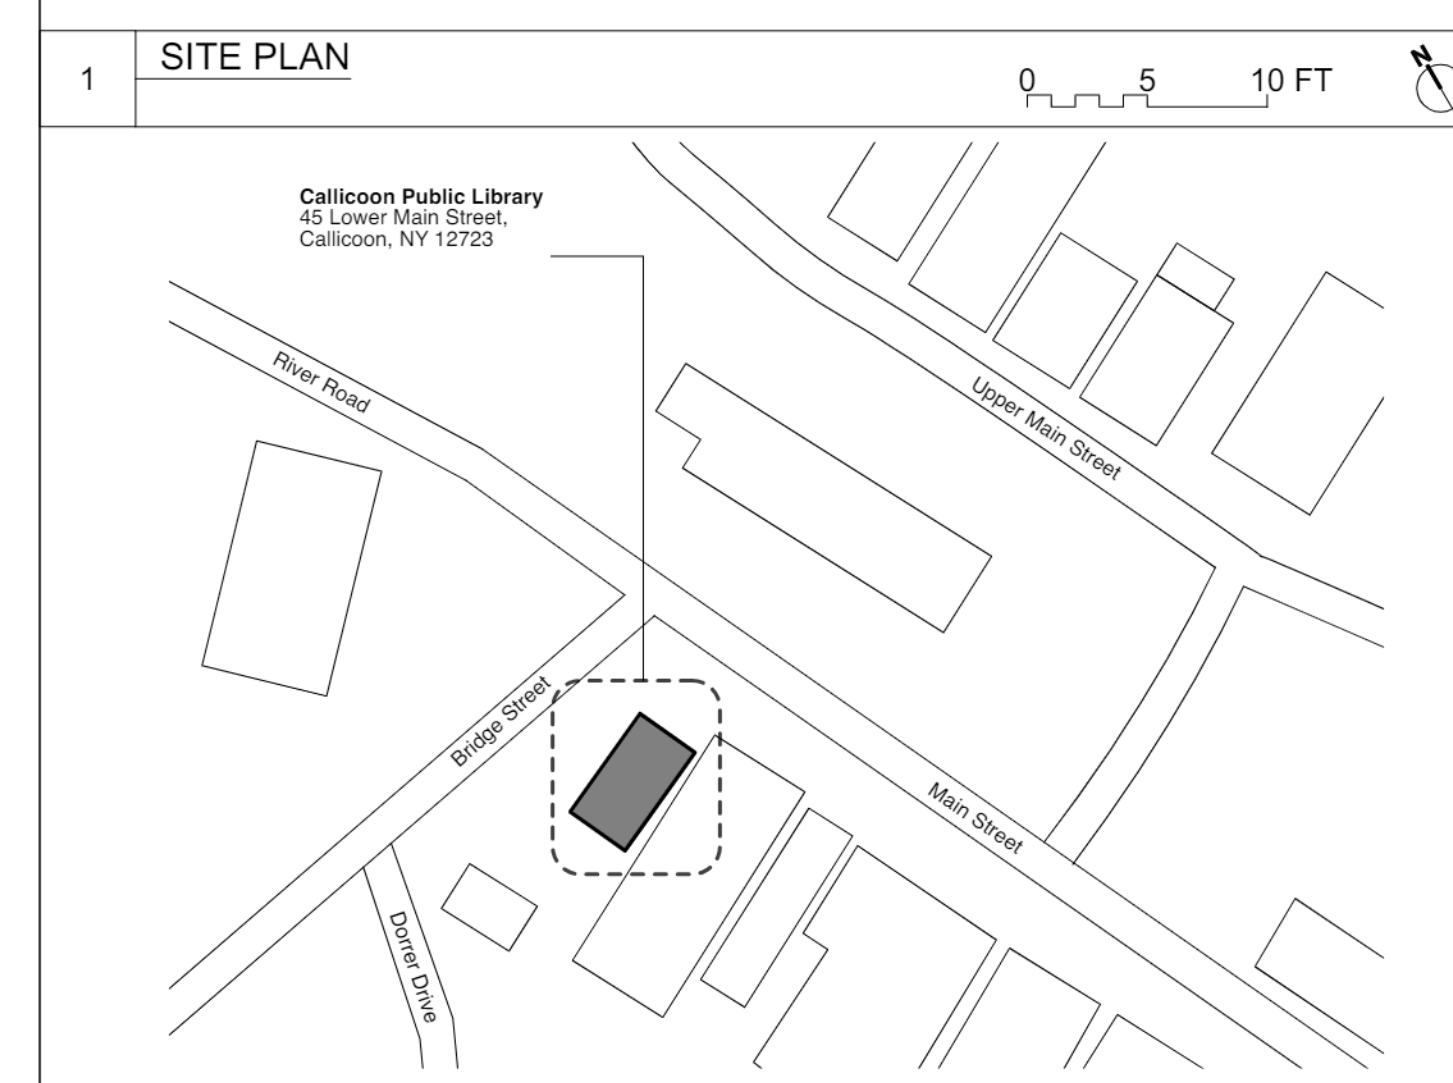 1
SITE PLAN
0 5 10 FT
N
Callicoon Public Library
45 Lower Main Street,
Callicoon, NY 12723
River Road
Upper Main Street
Bridge Street
Main Street
Dorrer Drive